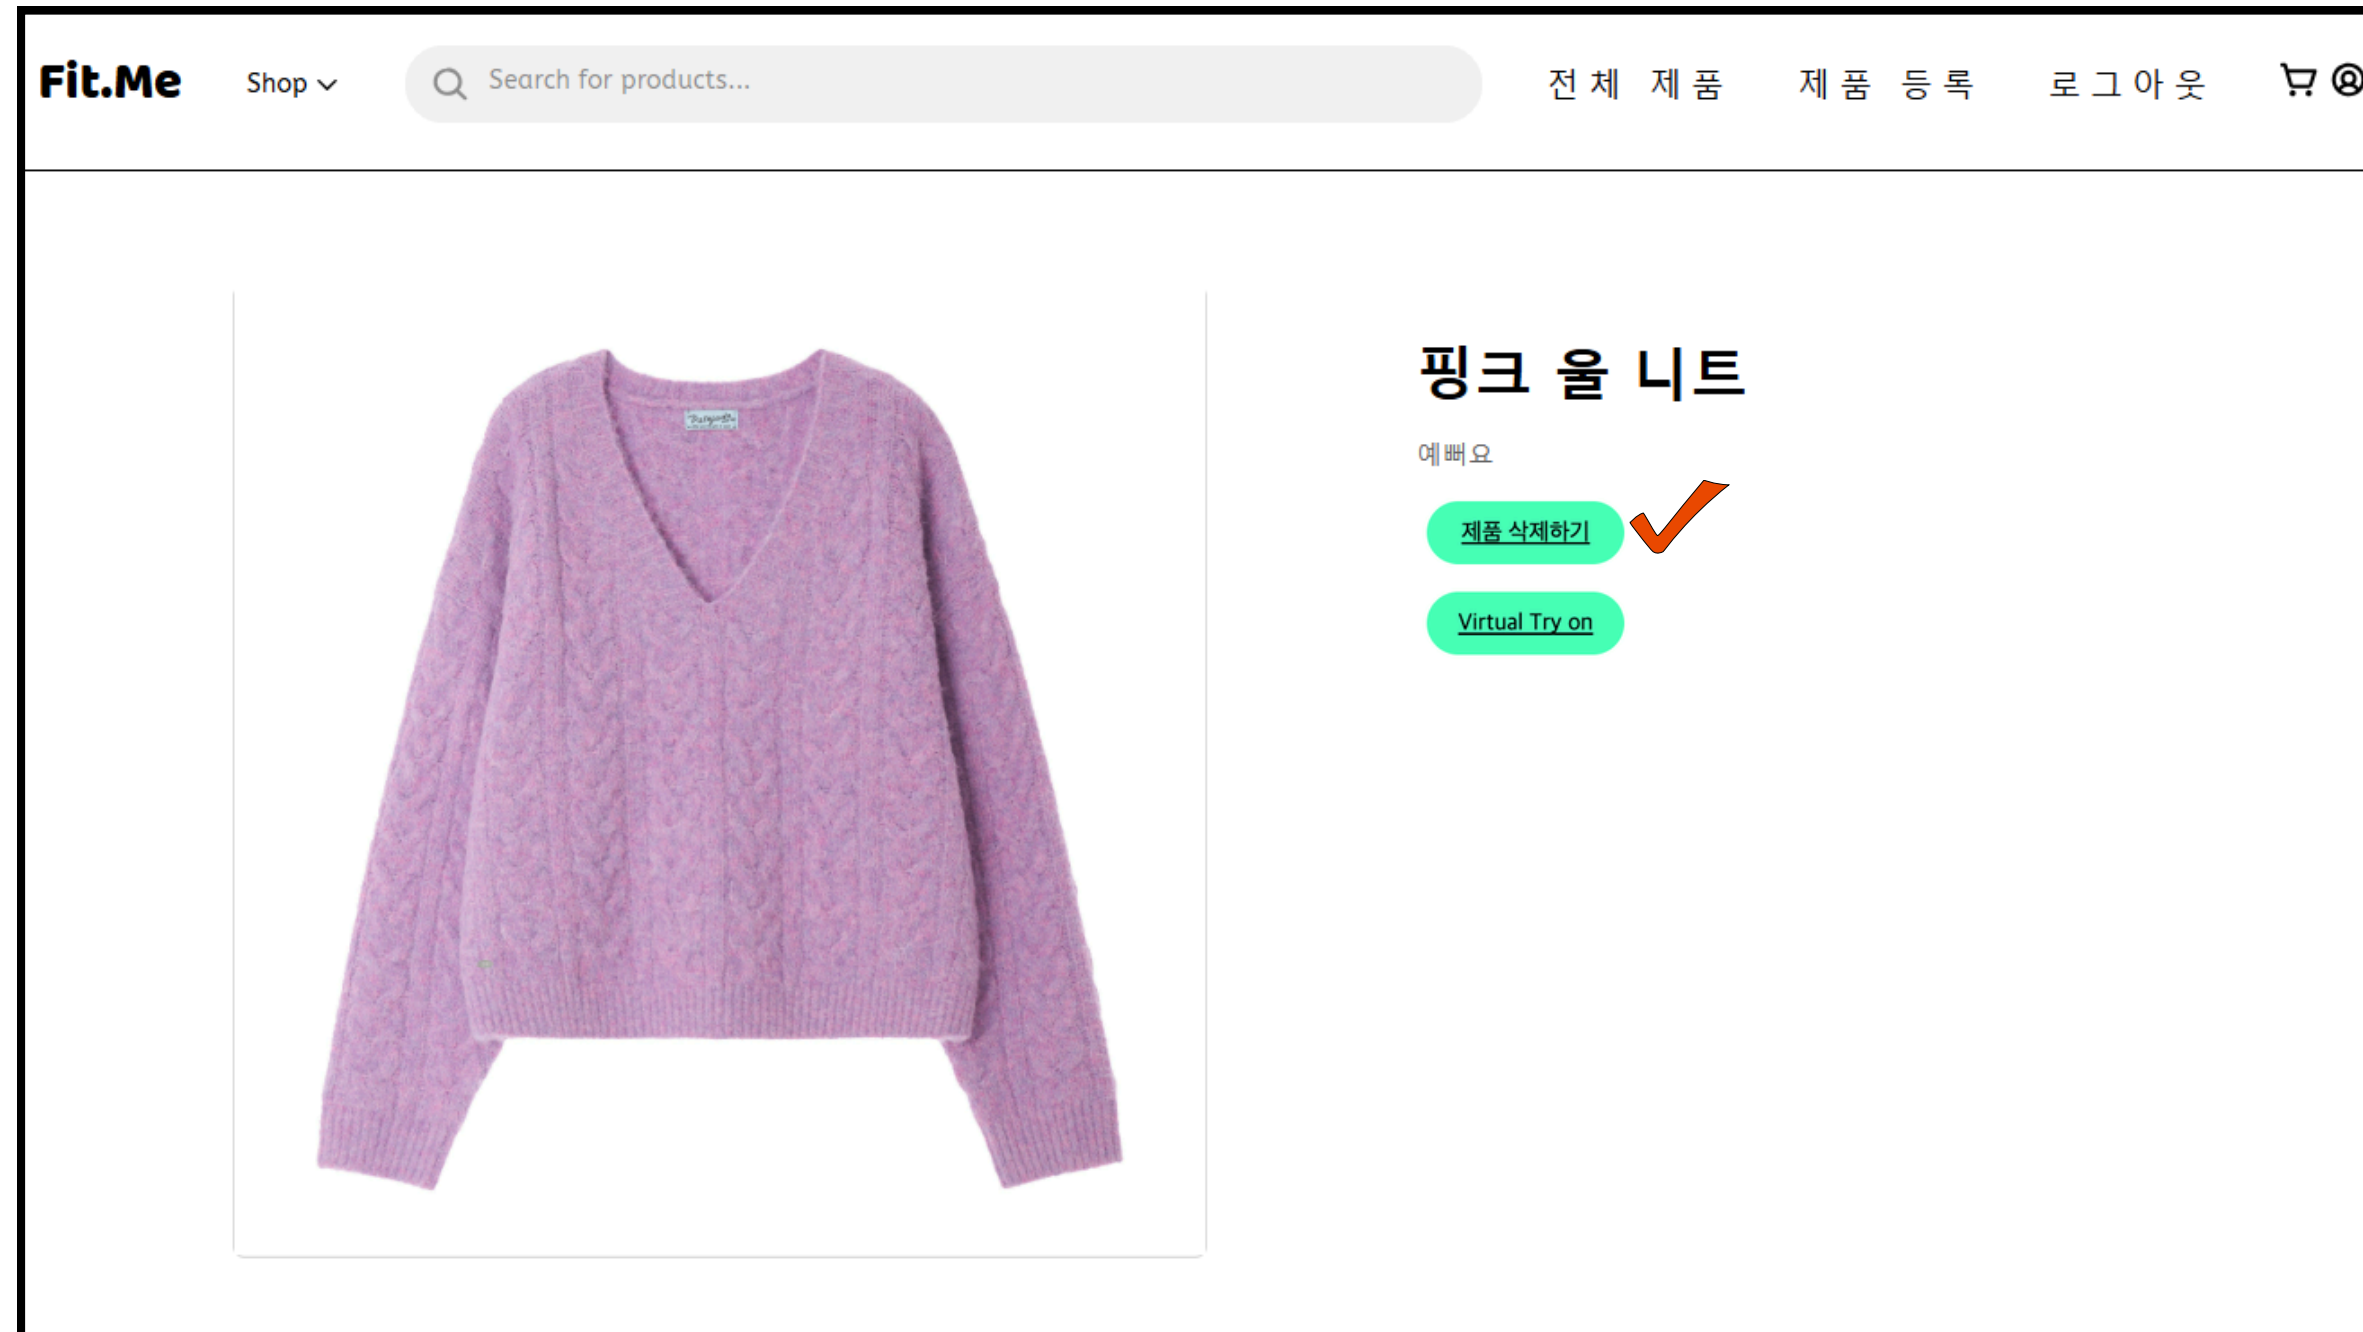 Fit.Me
Shop
Search for products...
전체 제품
제품 등록
로그아웃
핑크 울 니트
예뻐요
제품 삭제하기
Virtual Try on